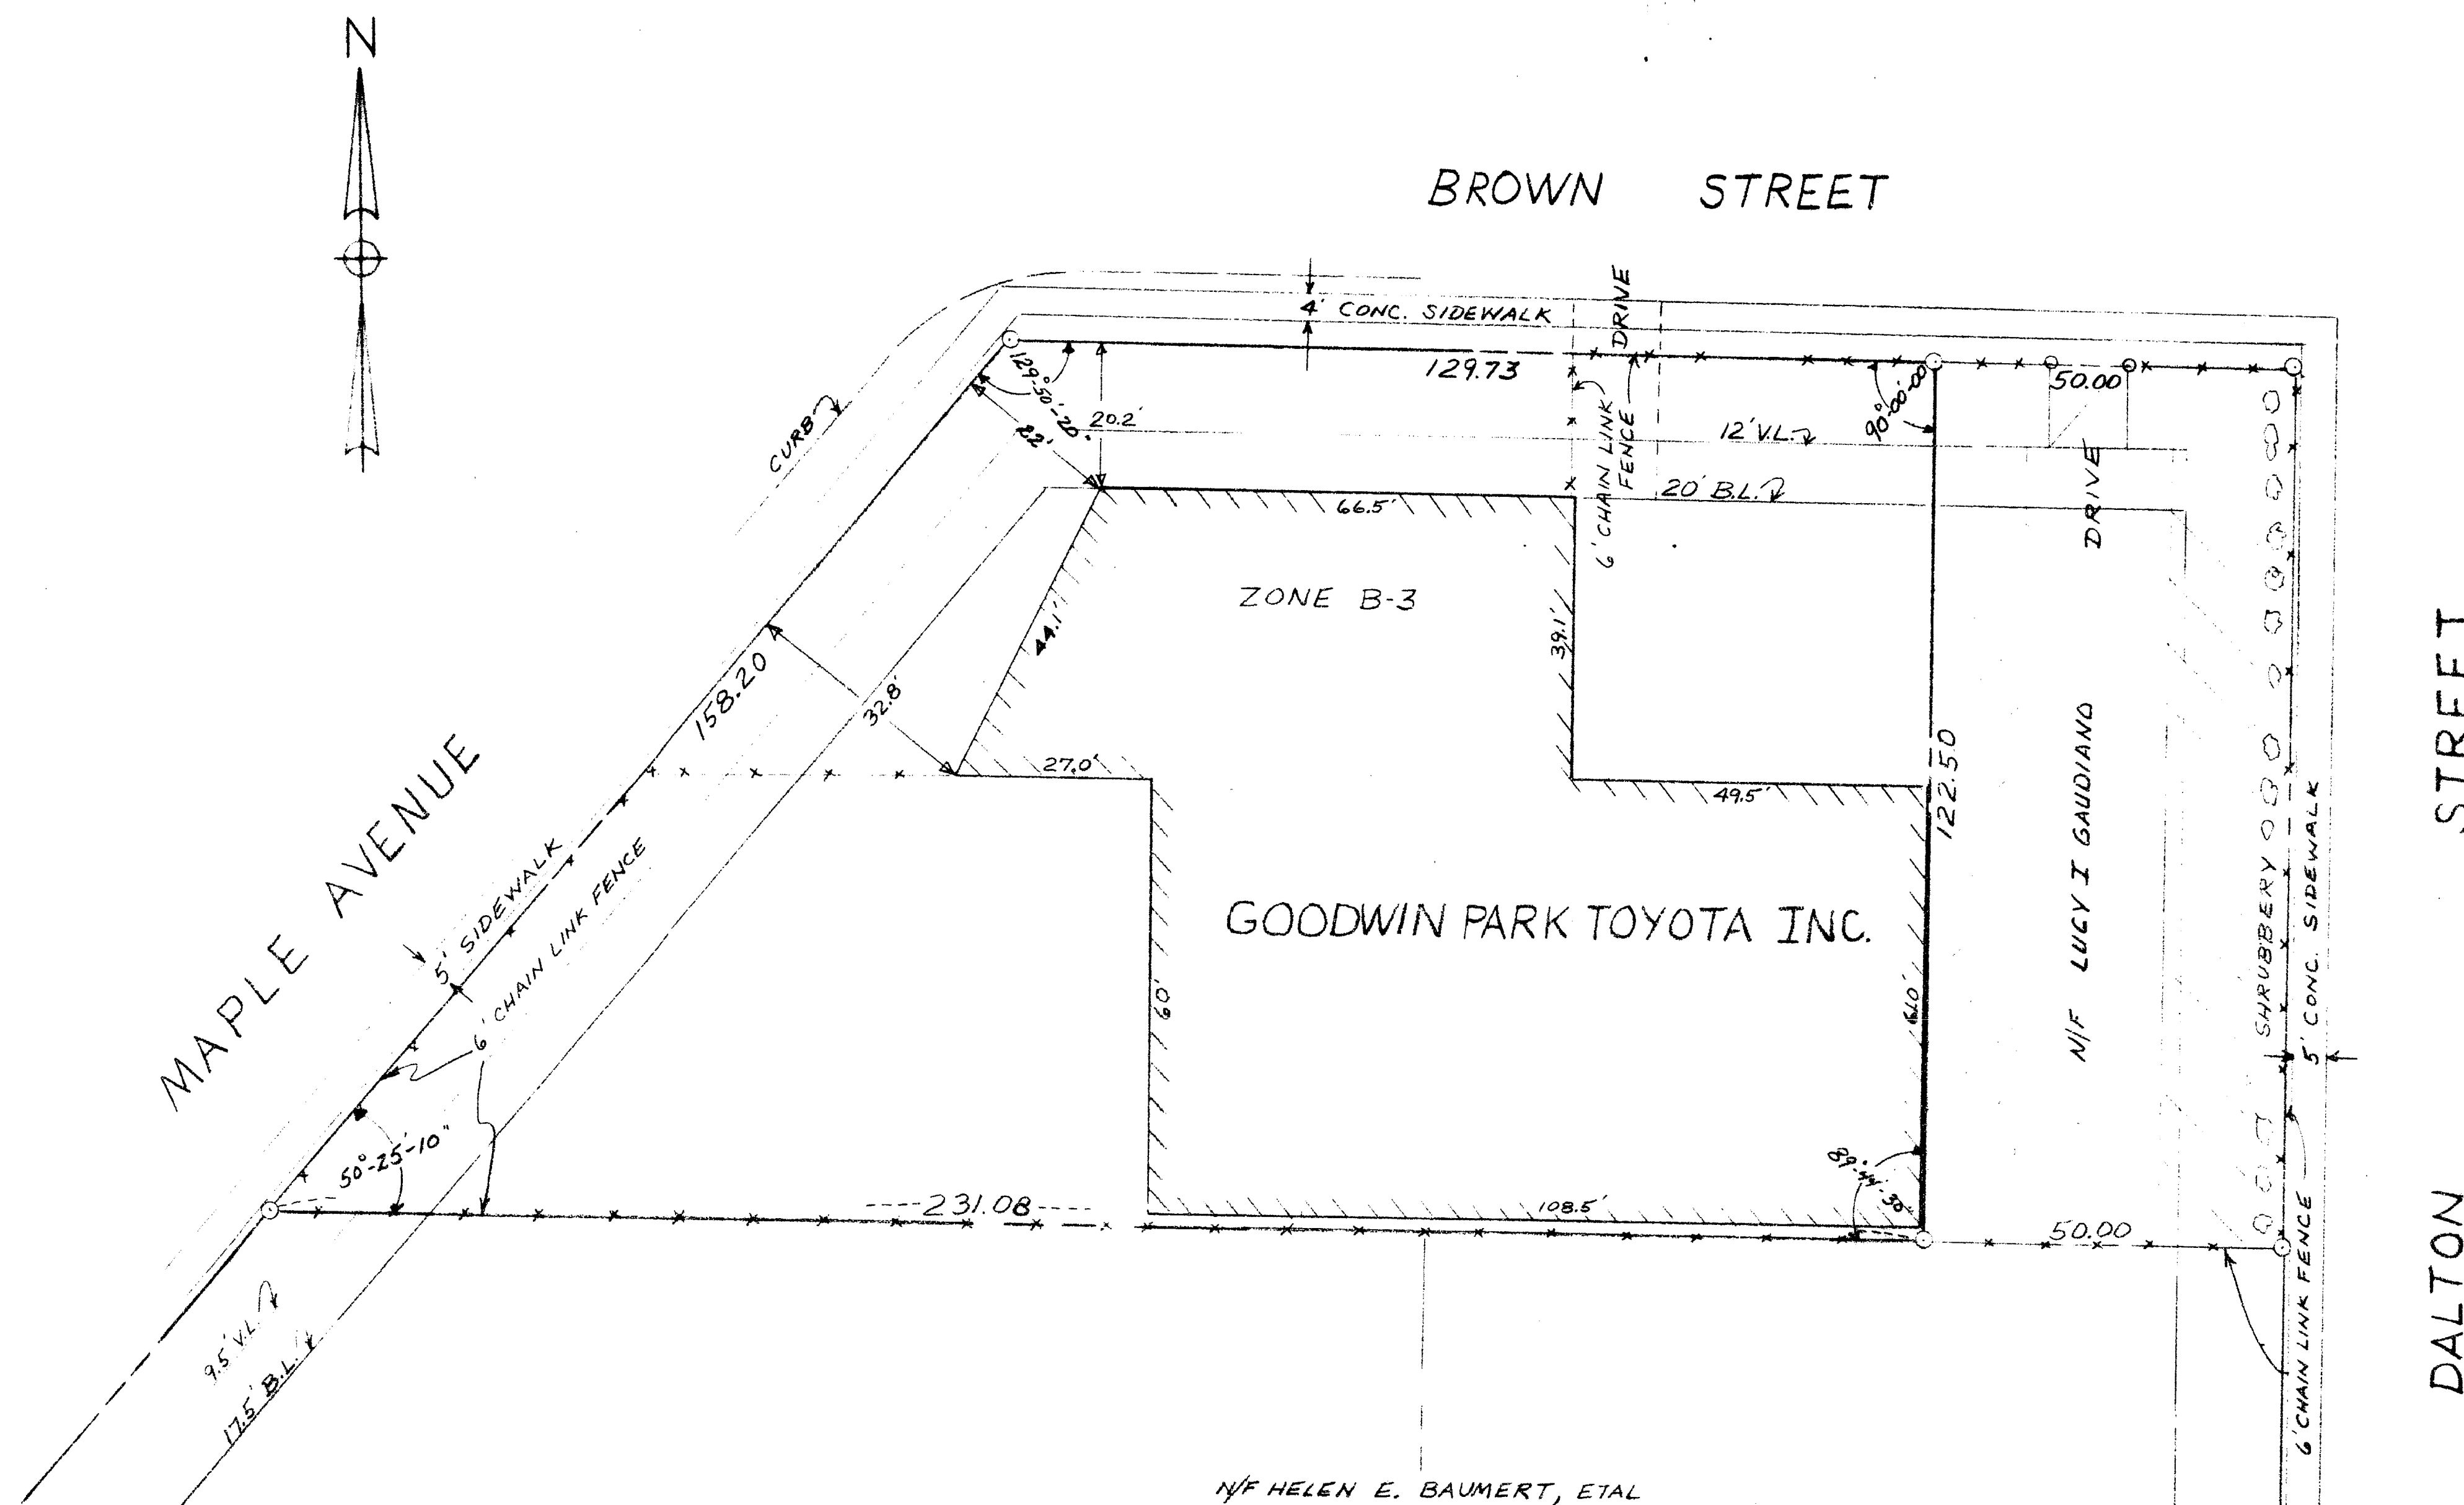 N
BROWN STREET
4' CONC. SIDEWALK
DRIVE
129.73
50.00
129°-50'-20"
90°-00'-00
22'
20.2'
CURB
12' V.L.
6' CHAIN LINK
FENCE
20' B.L.
66.5'
DRIVE
ZONE B-3
44.1'
39.1'
158.20
32.8'
27.0'
49.5'
122.50
MAPLE AVENUE
5' SIDEWALK
6' CHAIN LINK FENCE
GOODWIN PARK TOYOTA INC.
N/F LUCY I GAUDIANO
SHRUBBERY
5' CONC. SIDEWALK
DALTON STREET
60'
61.0'
50°-25'-10"
89°-44'-30"
231.08
108.5'
50.00
6' CHAIN LINK FENCE
9.5' V.L.
17.5' B.L.
N/F HELEN E. BAUMERT, ETAL